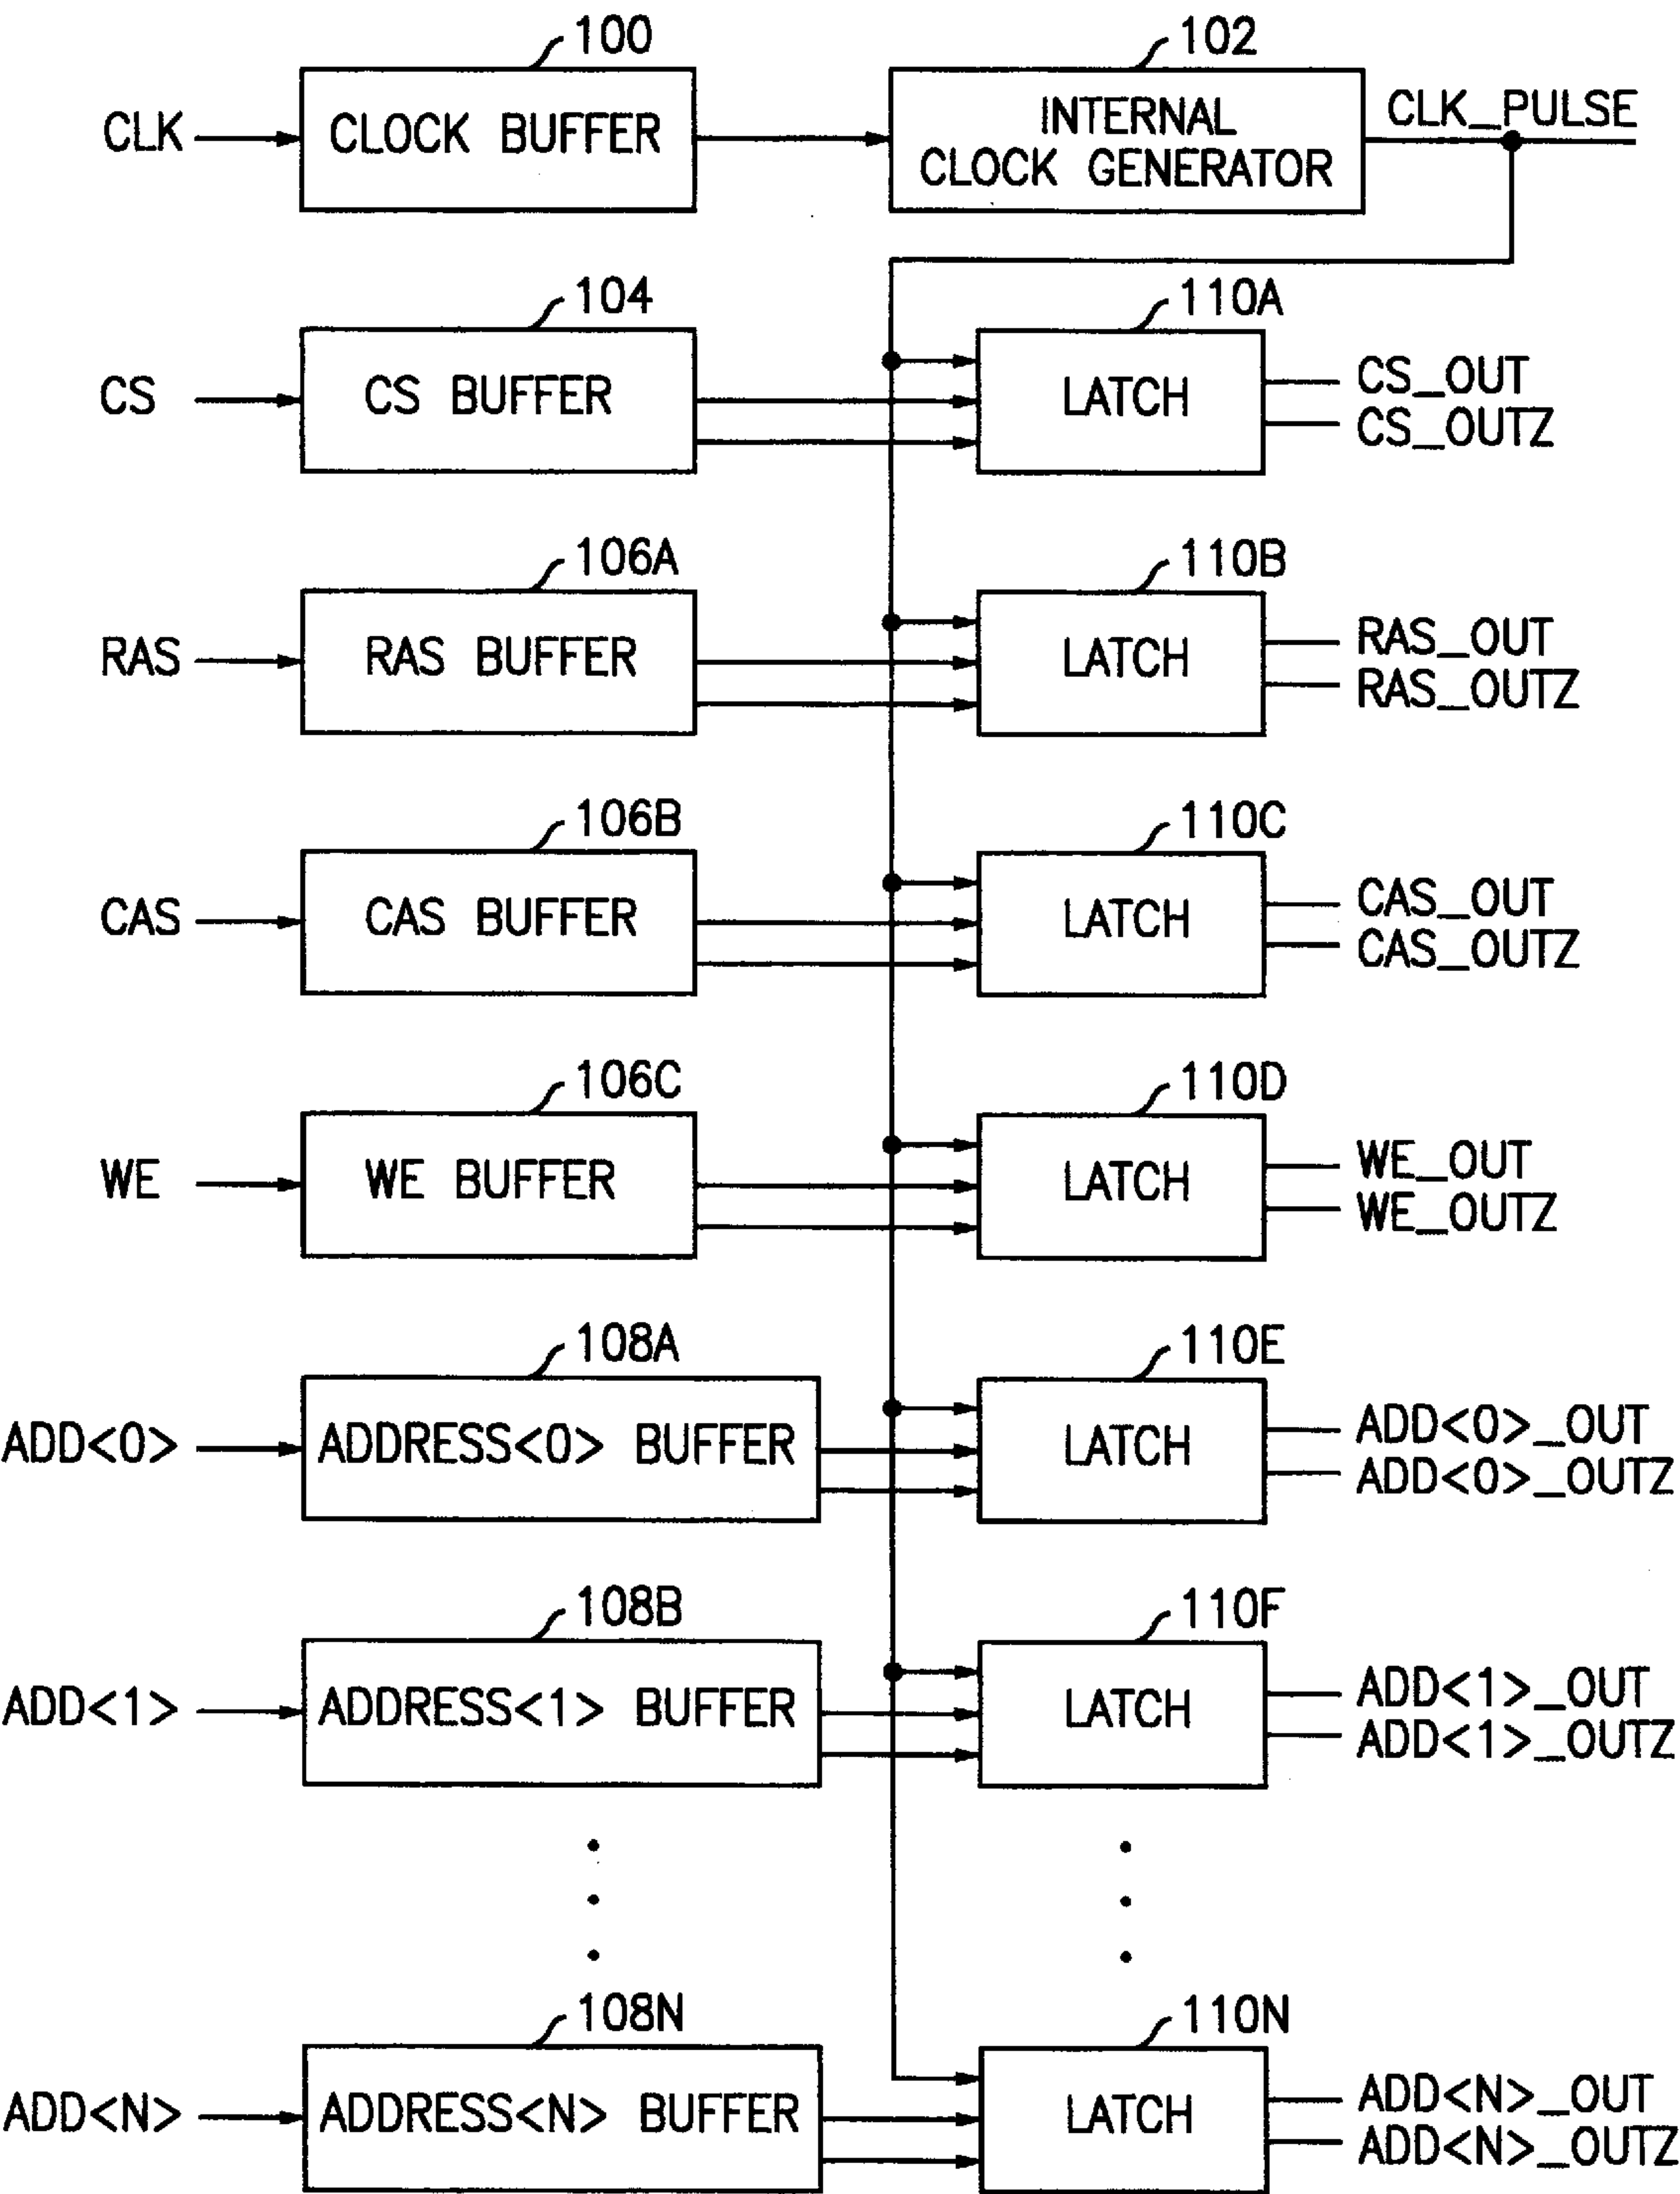 100
102
CLK
CLOCK BUFFER
INTERNAL
CLOCK GENERATOR
CLK_PULSE
104
110A
CS
CS BUFFER
LATCH
CS_OUT
CS_OUTZ
106A
110B
RAS
RAS BUFFER
LATCH
RAS_OUT
RAS_OUTZ
106B
110C
CAS
CAS BUFFER
LATCH
CAS_OUT
CAS_OUTZ
106C
110D
WE
WE BUFFER
LATCH
WE_OUT
WE_OUTZ
108A
110E
ADD<0>
ADDRESS<0> BUFFER
LATCH
ADD<0>_OUT
ADD<0>_OUTZ
108B
110F
ADD<1>
ADDRESS<1> BUFFER
LATCH
ADD<1>_OUT
ADD<1>_OUTZ
108N
110N
ADD<N>
ADDRESS<N> BUFFER
LATCH
ADD<N>_OUT
ADD<N>_OUTZ